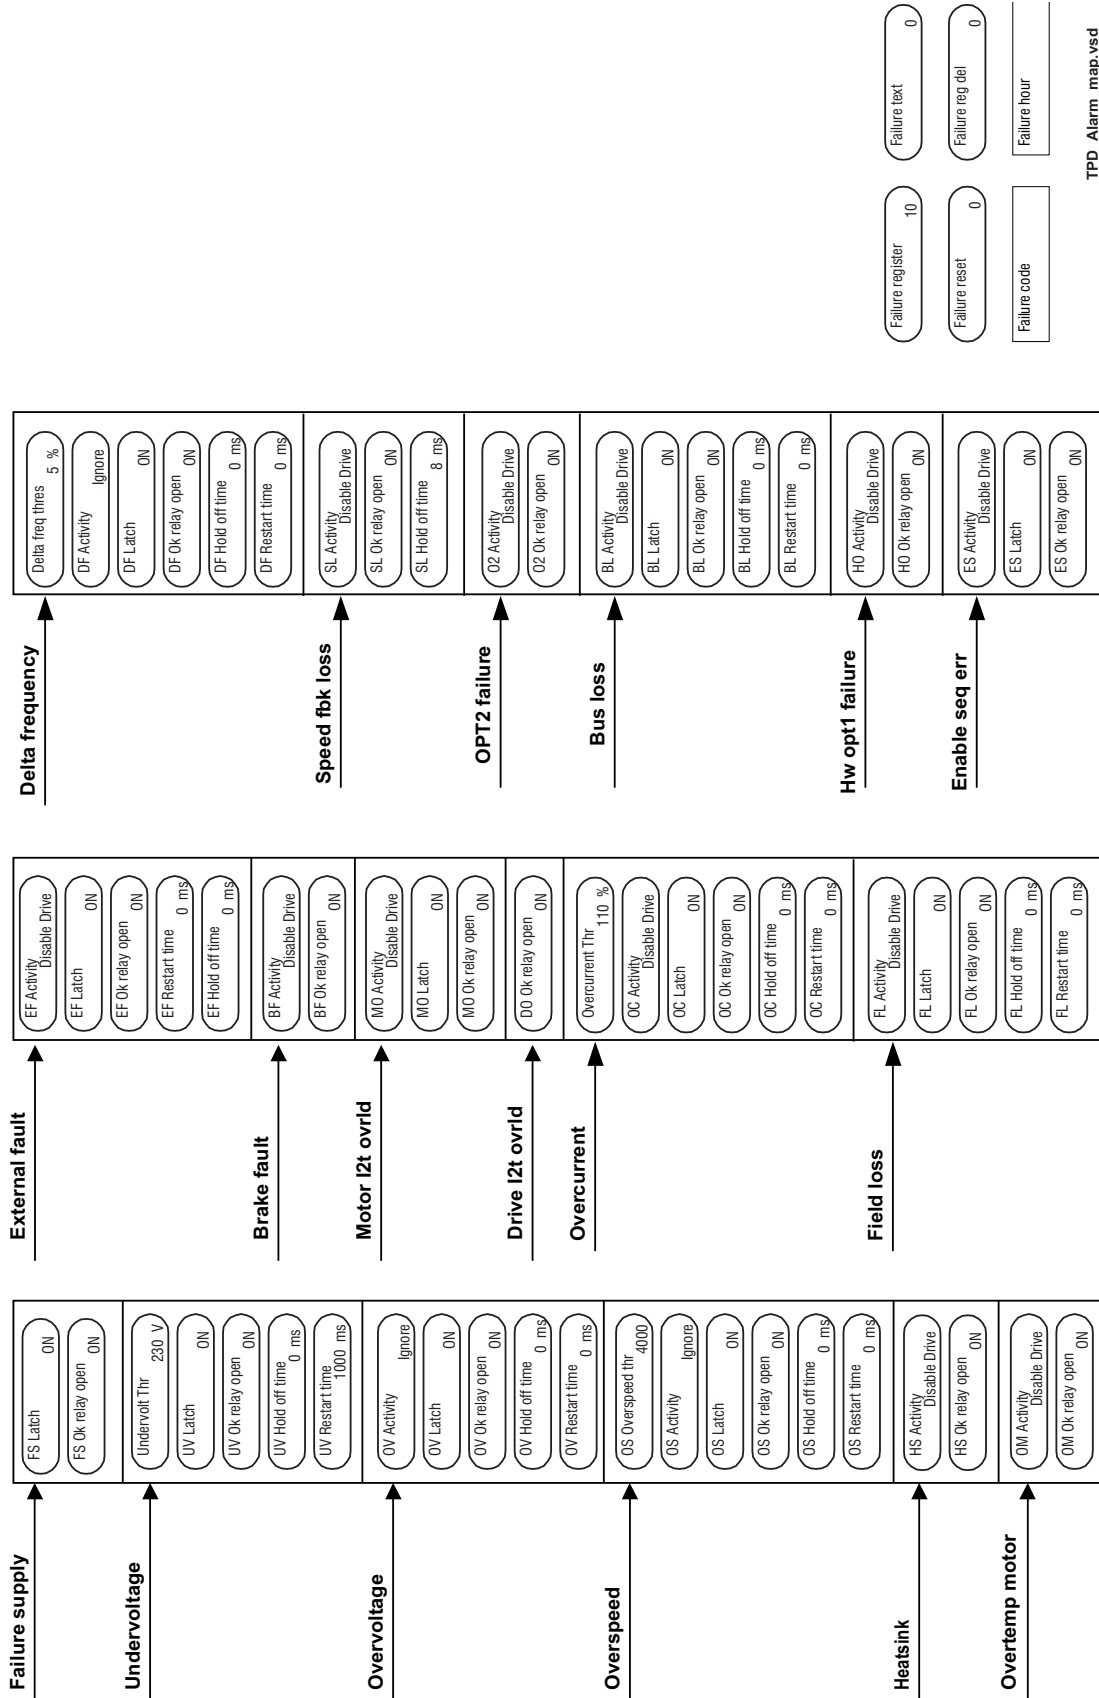 Failure supply
FS Latch
ON
FS Ok relay open
ON
Undervoltage
Undervolt Thr
230 V
UV Latch
ON
UV Ok relay open
ON
UV Hold off time
0 ms
UV Restart time
1000 ms
Overvoltage
OV Activity
Ignore
OV Latch
ON
OV Ok relay open
ON
OV Hold off time
0 ms
OV Restart time
0 ms
Overspeed
OS Overspeed thr
4000
OS Activity
Ignore
OS Latch
ON
OS Ok relay open
ON
OS Hold off time
0 ms
OS Restart time
0 ms
Heatsink
HS Activity
Disable Drive
HS Ok relay open
ON
Overtemp motor
OM Activity
Disable Drive
OM Ok relay open
ON
External fault
EF Activity
Disable Drive
EF Latch
ON
EF Ok relay open
ON
EF Restart time
0 ms
EF Hold off time
0 ms
Brake fault
BF Activity
Disable Drive
BF Ok relay open
ON
Motor I2t ovrld
MO Activity
Disable Drive
MO Latch
ON
MO Ok relay open
ON
Drive I2t ovrld
DO Ok relay open
ON
Overcurrent
Overcurrent Thr
110 %
OC Activity
Disable Drive
OC Latch
ON
OC Ok relay open
ON
OC Hold off time
0 ms
OC Restart time
0 ms
Field loss
FL Activity
Disable Drive
FL Latch
ON
FL Ok relay open
ON
FL Hold off time
0 ms
FL Restart time
0 ms
Delta frequency
Delta freq thres
5 %
DF Activity
Ignore
DF Latch
ON
DF Ok relay open
ON
DF Hold off time
0 ms
DF Restart time
0 ms
Speed fbk loss
SL Activity
Disable Drive
SL Ok relay open
ON
SL Hold off time
8 ms
OPT2 failure
O2 Activity
Disable Drive
O2 Ok relay open
ON
Bus loss
BL Activity
Disable Drive
BL Latch
ON
BL Ok relay open
ON
BL Hold off time
0 ms
BL Restart time
0 ms
Hw opt1 failure
HO Activity
Disable Drive
HO Ok relay open
ON
Enable seq err
ES Activity
Disable Drive
ES Latch
ON
ES Ok relay open
ON
Failure register
10
Failure text
0
Failure reset
0
Failure reg del
0
Failure code
Failure hour
TPD Alarm map.vsd